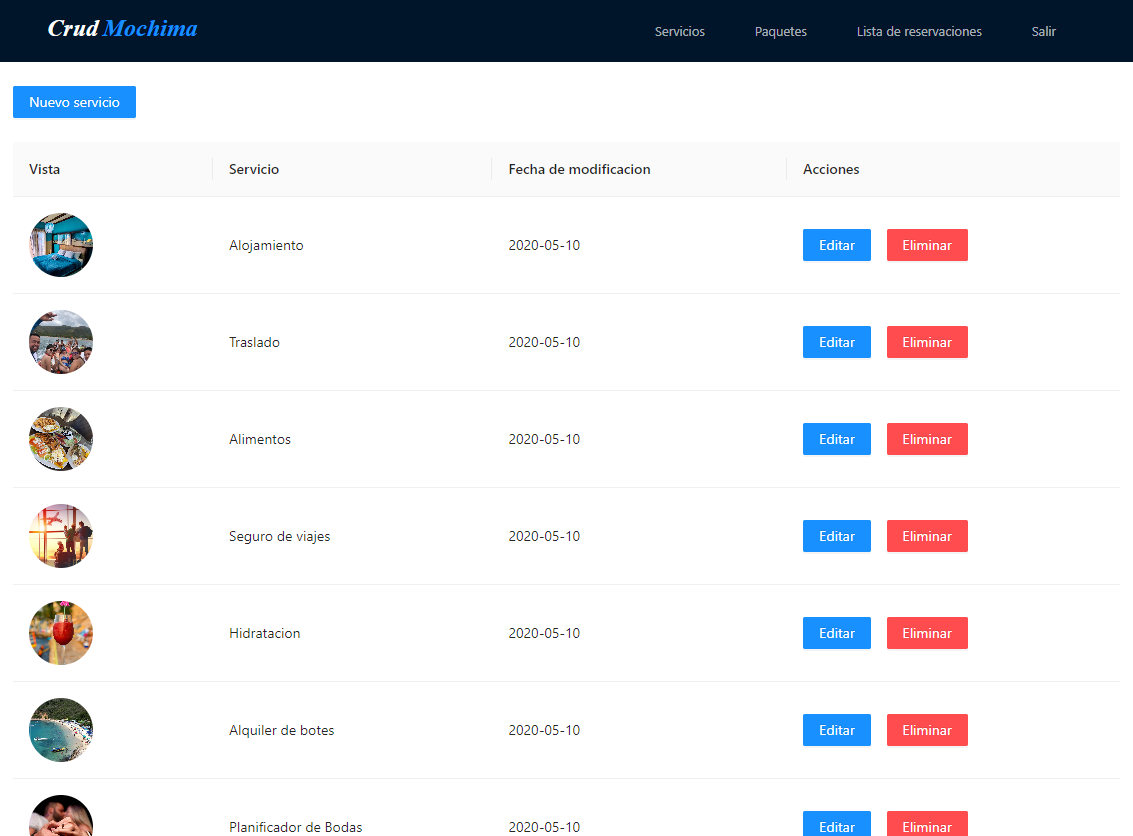 Crud Mochima
Servicios Paquetes Lista de reservaciones Salir
Nuevo servicio
Vista Servicio Fecha de modificacion Acciones
Alojamiento 2020-05-10 Editar Eliminar
Traslado 2020-05-10 Editar Eliminar
Alimentos 2020-05-10 Editar Eliminar
Seguro de viajes 2020-05-10 Editar Eliminar
Hidratacion 2020-05-10 Editar Eliminar
Alquiler de botes 2020-05-10 Editar Eliminar
Planificador de Bodas 2020-05-10 Editar Eliminar